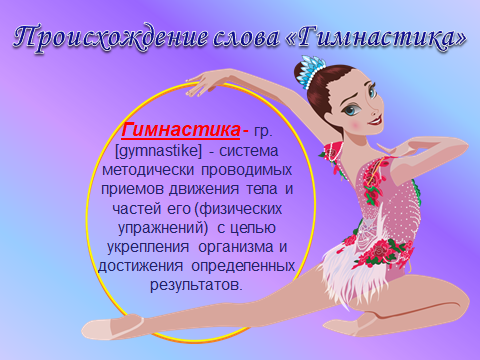 Происхождение слова «Гимнастика»
Гимнастика- гр.
[gymnastike] - система
методически проводимых
приемов движения тела и
частей его (физических
упражнений) с целью
укрепления организма и
достижения определенных
результатов.